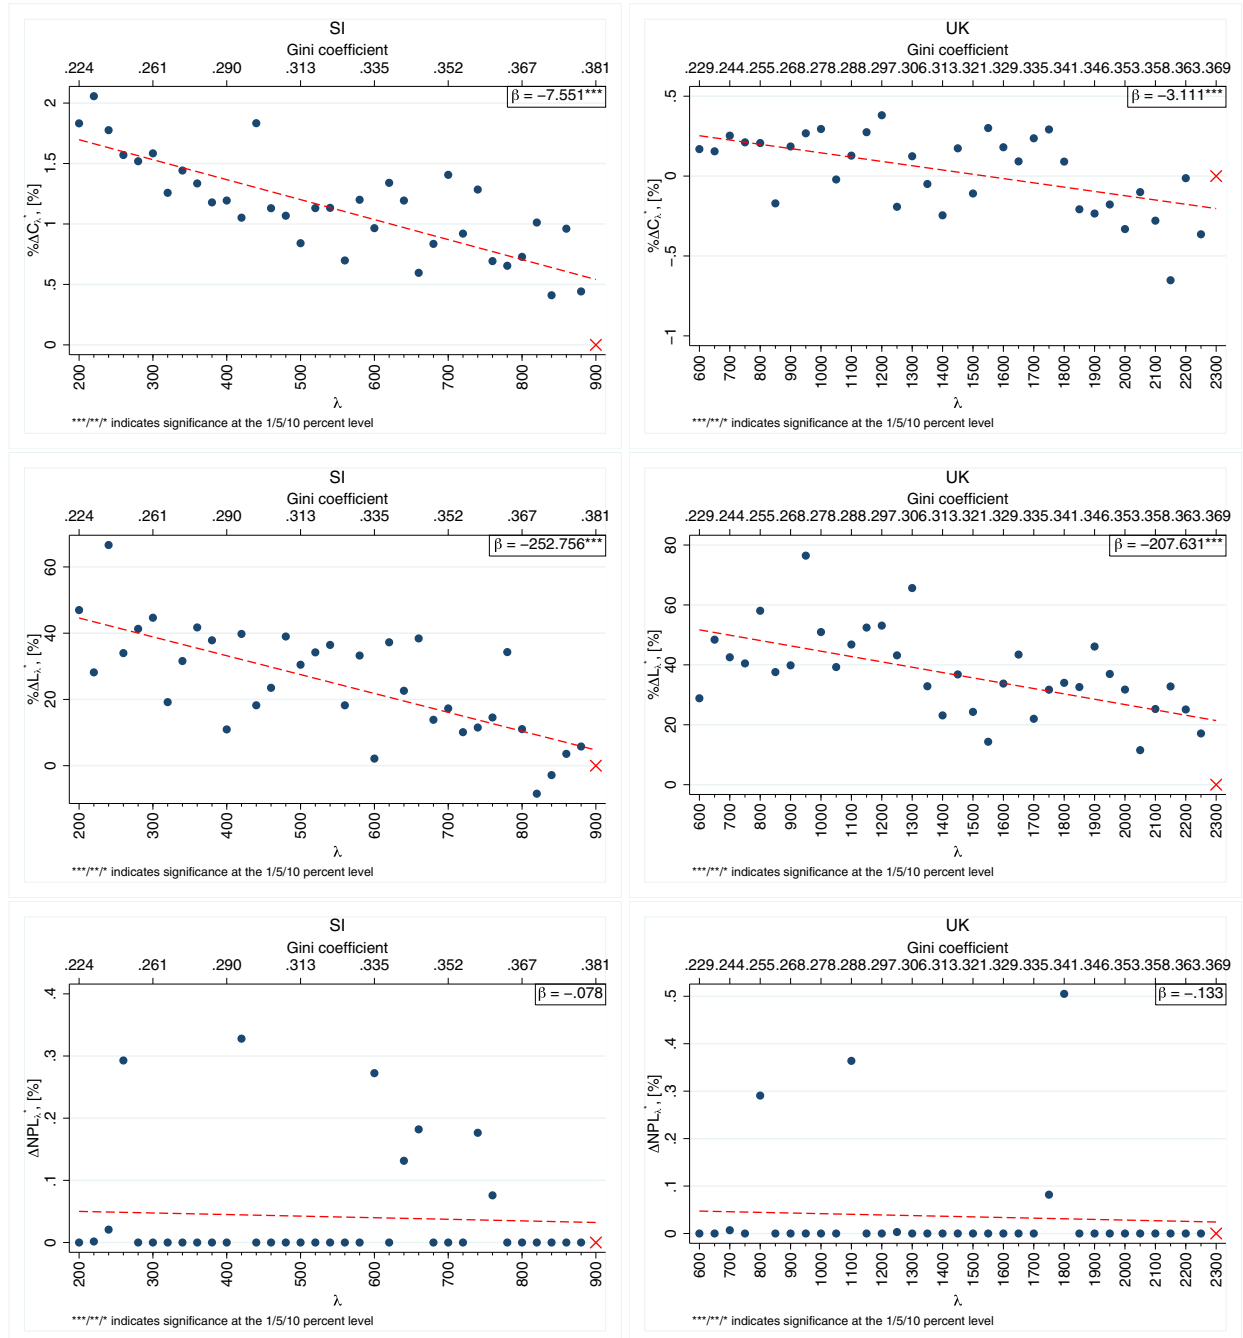 SI
Gini coefficient
.224 .261 .290 .313 .335 .352 .367 .381
β = −7.551***
%ΔC_λ*, [%]
2
1.5
1
.5
0
200 300 400 500 600 700 800 900
λ
***/**/* indicates significance at the 1/5/10 percent level
UK
Gini coefficient
.229.244.255.268.278.288.297.306.313.321.329.335.341.346.353.358.363.369
β = −3.111***
%ΔC_λ*, [%]
.5
0
−.5
−1
600 700 800 900 1000 1100 1200 1300 1400 1500 1600 1700 1800 1900 2000 2100 2200 2300
λ
***/**/* indicates significance at the 1/5/10 percent level
SI
Gini coefficient
.224 .261 .290 .313 .335 .352 .367 .381
β = −252.756***
%ΔL_λ*, [%]
60
40
20
0
200 300 400 500 600 700 800 900
λ
***/**/* indicates significance at the 1/5/10 percent level
UK
Gini coefficient
.229.244.255.268.278.288.297.306.313.321.329.335.341.346.353.358.363.369
β = −207.631***
%ΔL_λ*, [%]
80
60
40
20
0
600 700 800 900 1000 1100 1200 1300 1400 1500 1600 1700 1800 1900 2000 2100 2200 2300
λ
***/**/* indicates significance at the 1/5/10 percent level
SI
Gini coefficient
.224 .261 .290 .313 .335 .352 .367 .381
β = −.078
ΔNPL_λ*, [%]
.4
.3
.2
.1
0
200 300 400 500 600 700 800 900
λ
***/**/* indicates significance at the 1/5/10 percent level
UK
Gini coefficient
.229.244.255.268.278.288.297.306.313.321.329.335.341.346.353.358.363.369
β = −.133
ΔNPL_λ*, [%]
.5
.4
.3
.2
.1
0
600 700 800 900 1000 1100 1200 1300 1400 1500 1600 1700 1800 1900 2000 2100 2200 2300
λ
***/**/* indicates significance at the 1/5/10 percent level